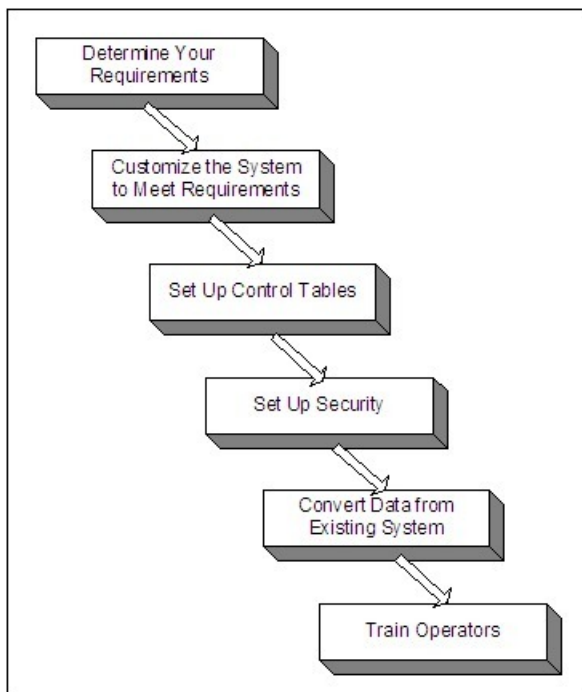 Determine Your
Requirements
Customize the System
to Meet Requirements
Set Up Control Tables
Set Up Security
Convert Data from
Existing System
Train Operators